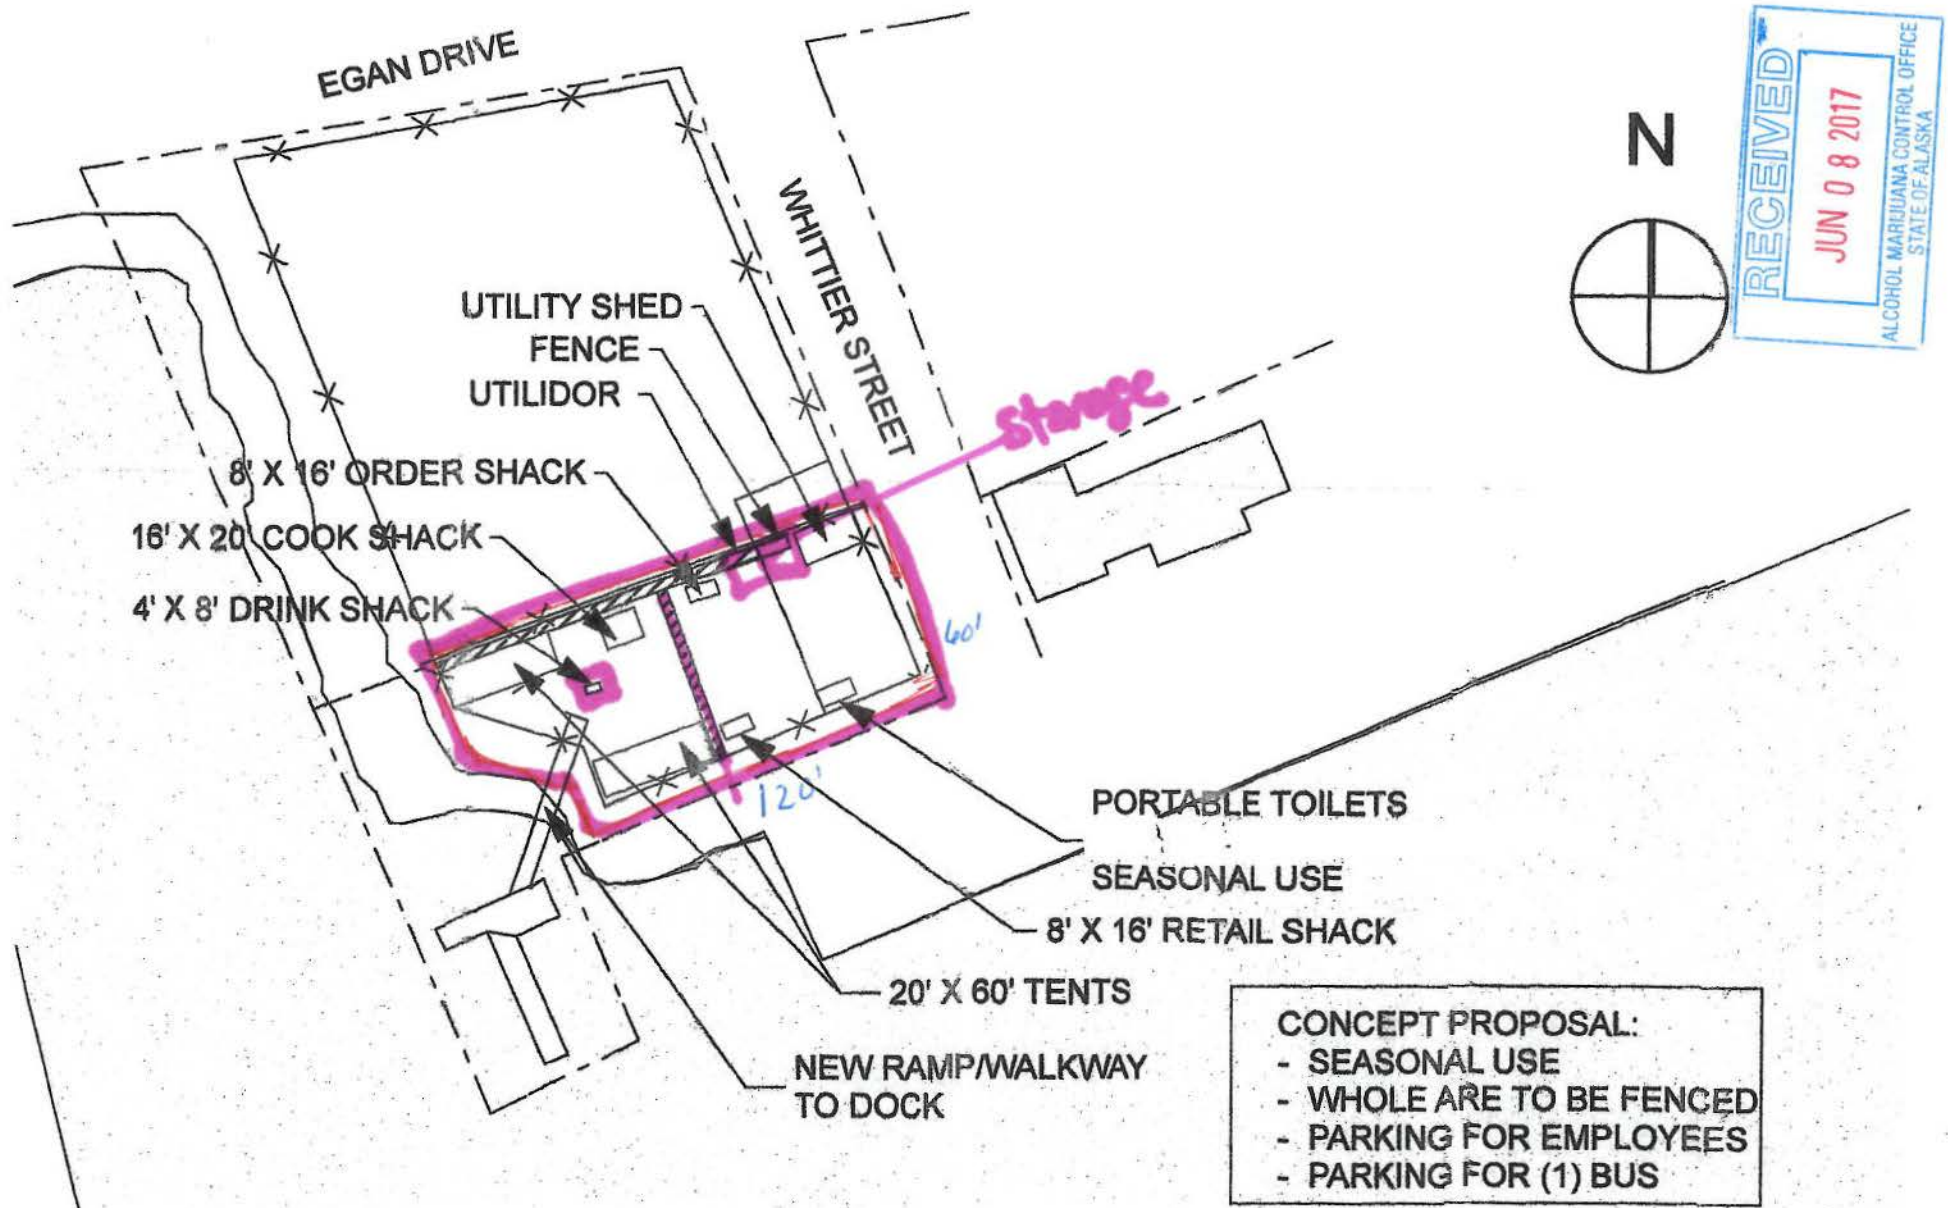 EGAN DRIVE
WHITTIER STREET
N
RECEIVED
JUN 08 2017
ALCOHOL MARIJUANA CONTROL OFFICE
STATE OF ALASKA
UTILITY SHED
FENCE
UTILIDOR
Storage
8' X 16' ORDER SHACK
16' X 20' COOK SHACK
4' X 8' DRINK SHACK
60'
120'
PORTABLE TOILETS
SEASONAL USE
8' X 16' RETAIL SHACK
20' X 60' TENTS
NEW RAMP/WALKWAY
TO DOCK
CONCEPT PROPOSAL:
- SEASONAL USE
- WHOLE ARE TO BE FENCED
- PARKING FOR EMPLOYEES
- PARKING FOR (1) BUS